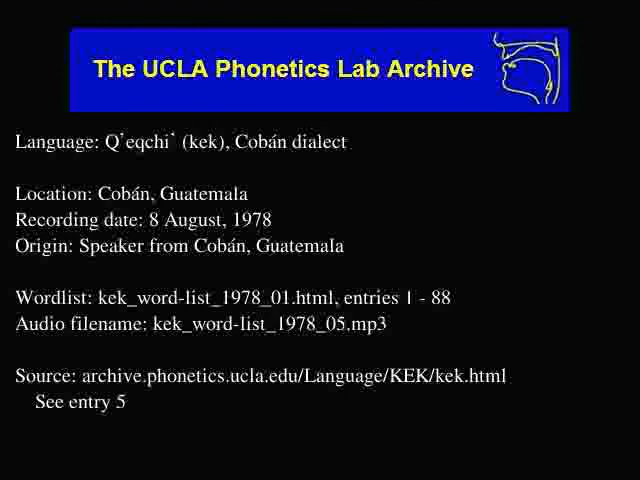 The UCLA Phonetics Lab Archive
Language: Q'eqchi` (kek), Cobán dialect
Location: Cobán, Guatemala
Recording date: 8 August, 1978
Origin: Speaker from Cobán, Guatemala
Wordlist: kek_word-list_1978_01.html, entries 1 - 88
Audio filename: kek_word-list_1978_05.mp3
Source: archive.phonetics.ucla.edu/Language/KEK/kek.html
See entry 5